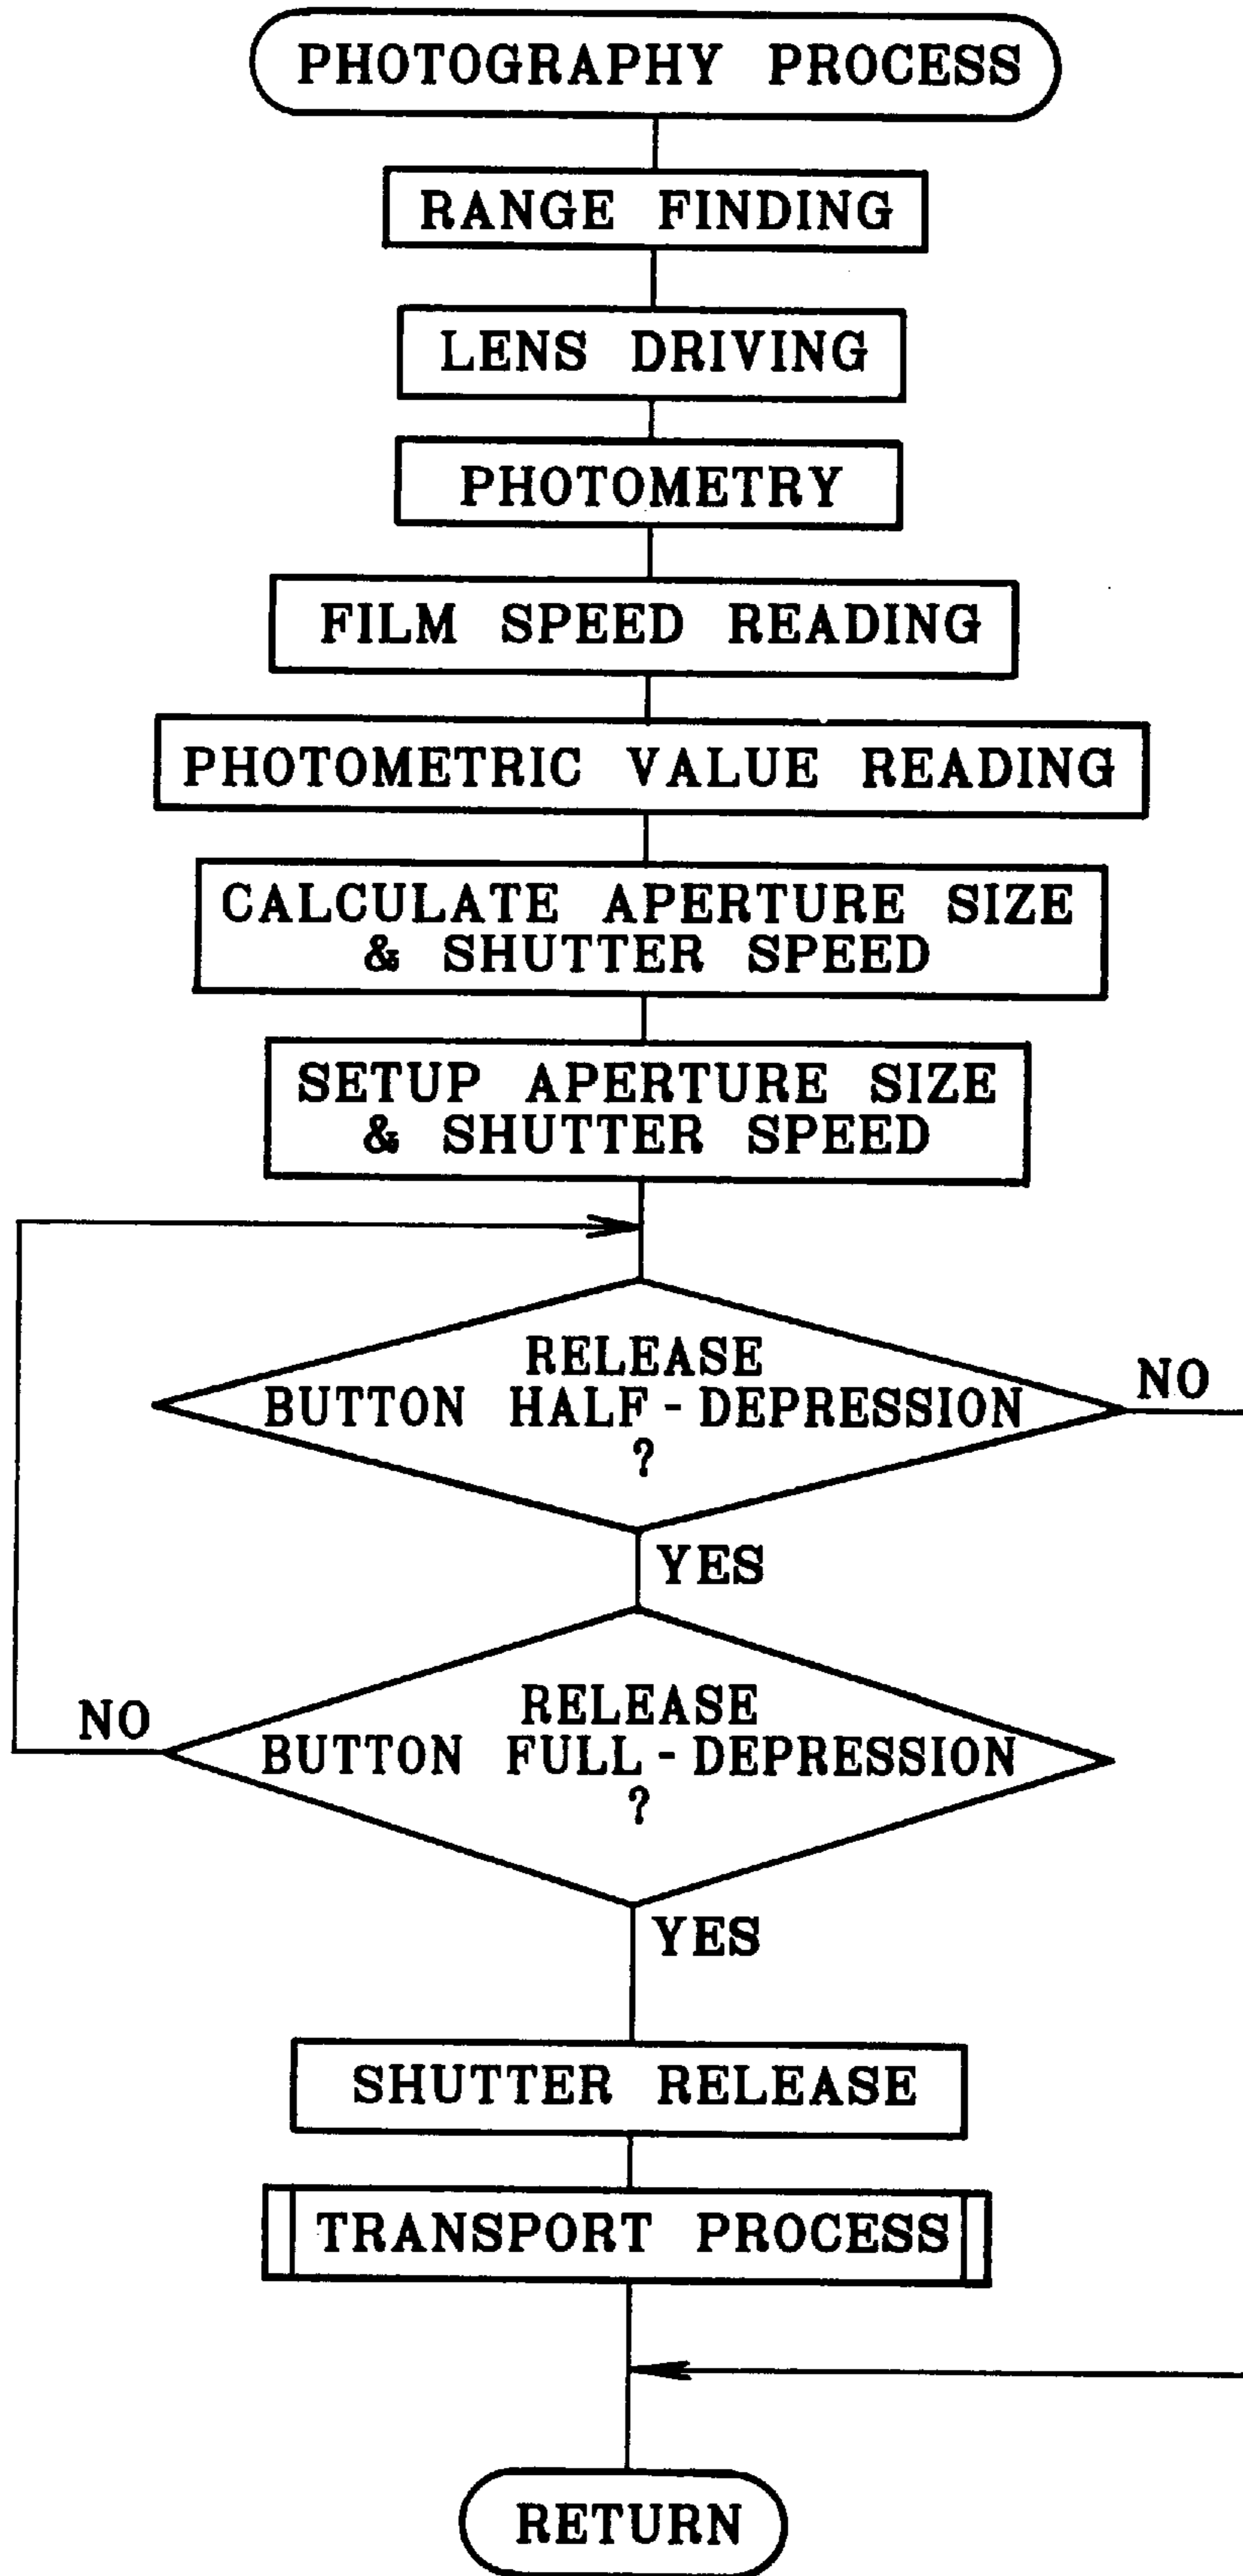 PHOTOGRAPHY PROCESS
RANGE FINDING
LENS DRIVING
PHOTOMETRY
FILM SPEED READING
PHOTOMETRIC VALUE READING
CALCULATE APERTURE SIZE
& SHUTTER SPEED
SETUP APERTURE SIZE
& SHUTTER SPEED
RELEASE
BUTTON HALF-DEPRESSION
?
NO
YES
RELEASE
BUTTON FULL-DEPRESSION
?
NO
YES
SHUTTER RELEASE
TRANSPORT PROCESS
RETURN